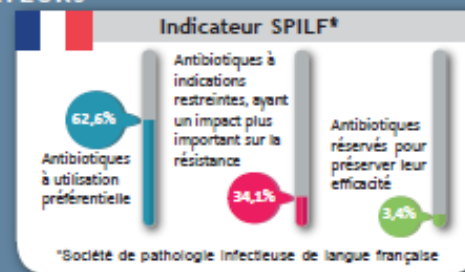 Indicateur SPILF*
62,6%
Antibiotiques
à utilisation
préférentielle
Antibiotiques à
indications
restreintes, ayant
un impact plus
important sur la
résistance
34,1%
Antibiotiques
réservés pour
préserver leur
efficacité
3,4%
*Société de pathologie infectieuse de langue française